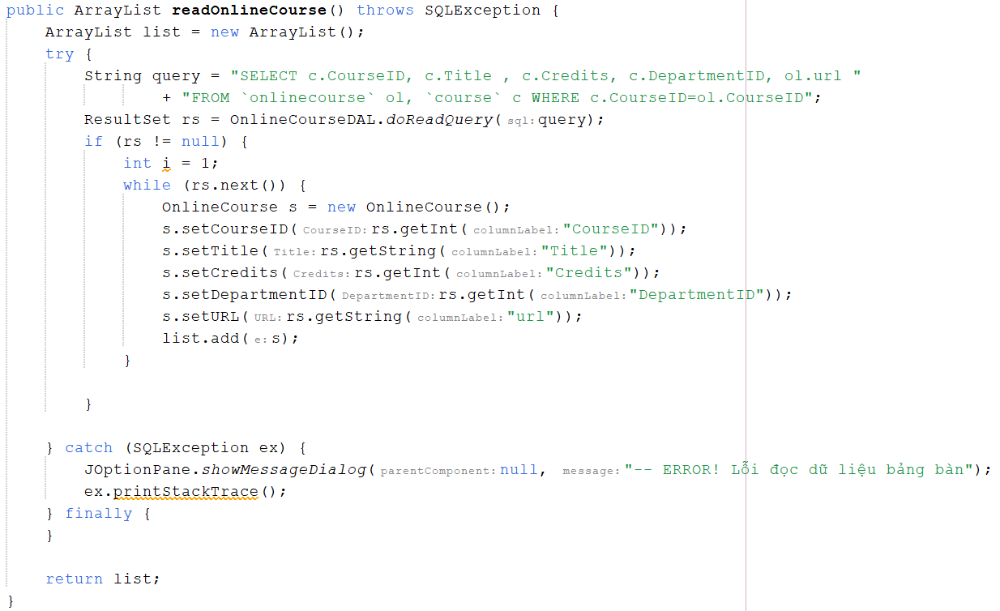 public ArrayList readOnlineCourse() throws SQLException {
    ArrayList list = new ArrayList();
    try {
        String query = "SELECT c.CourseID, c.Title , c.Credits, c.DepartmentID, ol.url "
                + "FROM `onlinecourse` ol, `course` c WHERE c.CourseID=ol.CourseID";
        ResultSet rs = OnlineCourseDAL.doReadQuery( sql: query);
        if (rs != null) {
            int i = 1;
            while (rs.next()) {
                OnlineCourse s = new OnlineCourse();
                s.setCourseID( CourseID: rs.getInt( columnLabel: "CourseID"));
                s.setTitle( Title: rs.getString( columnLabel: "Title"));
                s.setCredits( Credits: rs.getInt( columnLabel: "Credits"));
                s.setDepartmentID( DepartmentID: rs.getInt( columnLabel: "DepartmentID"));
                s.setURL( URL: rs.getString( columnLabel: "url"));
                list.add( e: s);
            }

        }

    } catch (SQLException ex) {
        JOptionPane.showMessageDialog( parentComponent: null, message: "-- ERROR! Lỗi đọc dữ liệu bảng bàn");
        ex.printStackTrace();
    } finally {
    }

    return list;
}